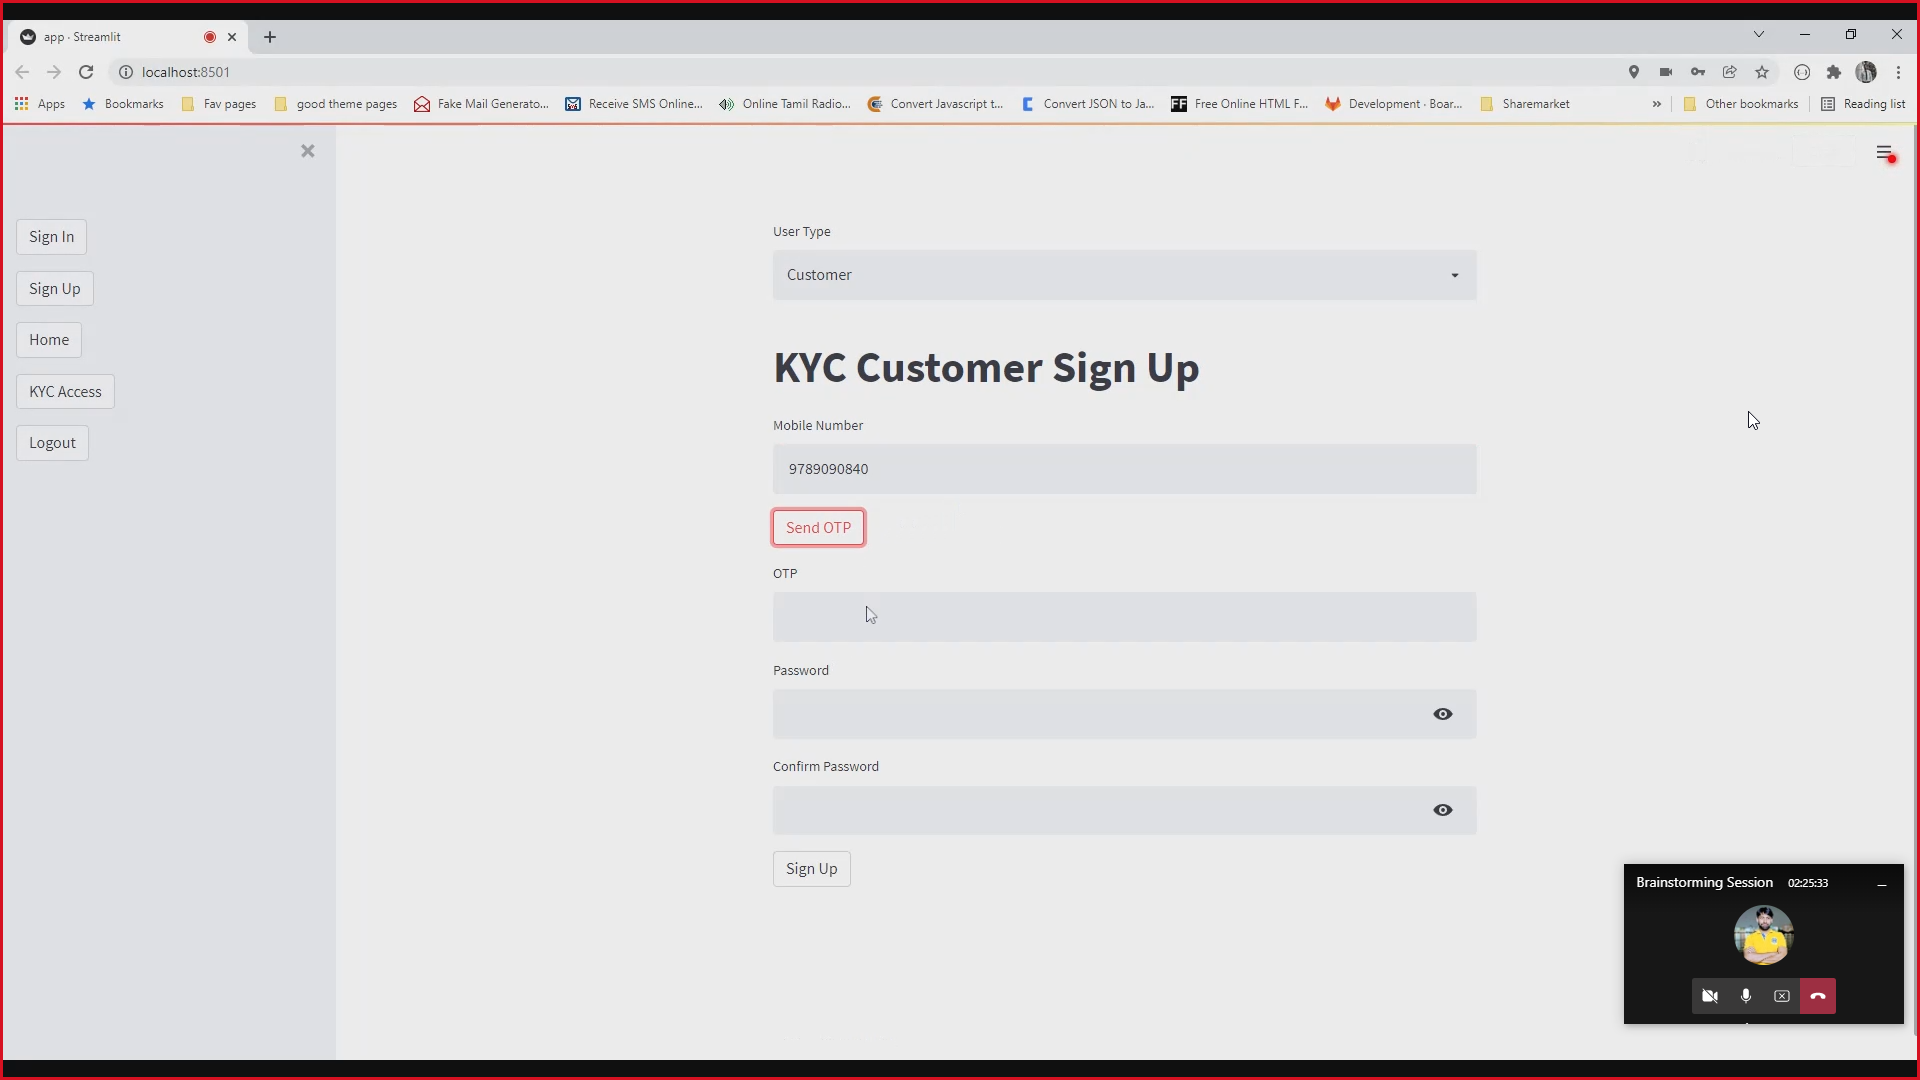 app · Streamlit
localhost:8501
Apps
Bookmarks
Fav pages
good theme pages
Fake Mail Generato...
Receive SMS Online...
Online Tamil Radio...
Convert Javascript t...
Convert JSON to Ja...
FF
Free Online HTML F...
Development · Boar...
Sharemarket
»
Other bookmarks
Reading list
Sign In
Sign Up
Home
KYC Access
Logout
User Type
Customer
KYC Customer Sign Up
Mobile Number
9789090840
Send OTP
OTP
Password
Confirm Password
Sign Up
Brainstorming Session 02:25:33